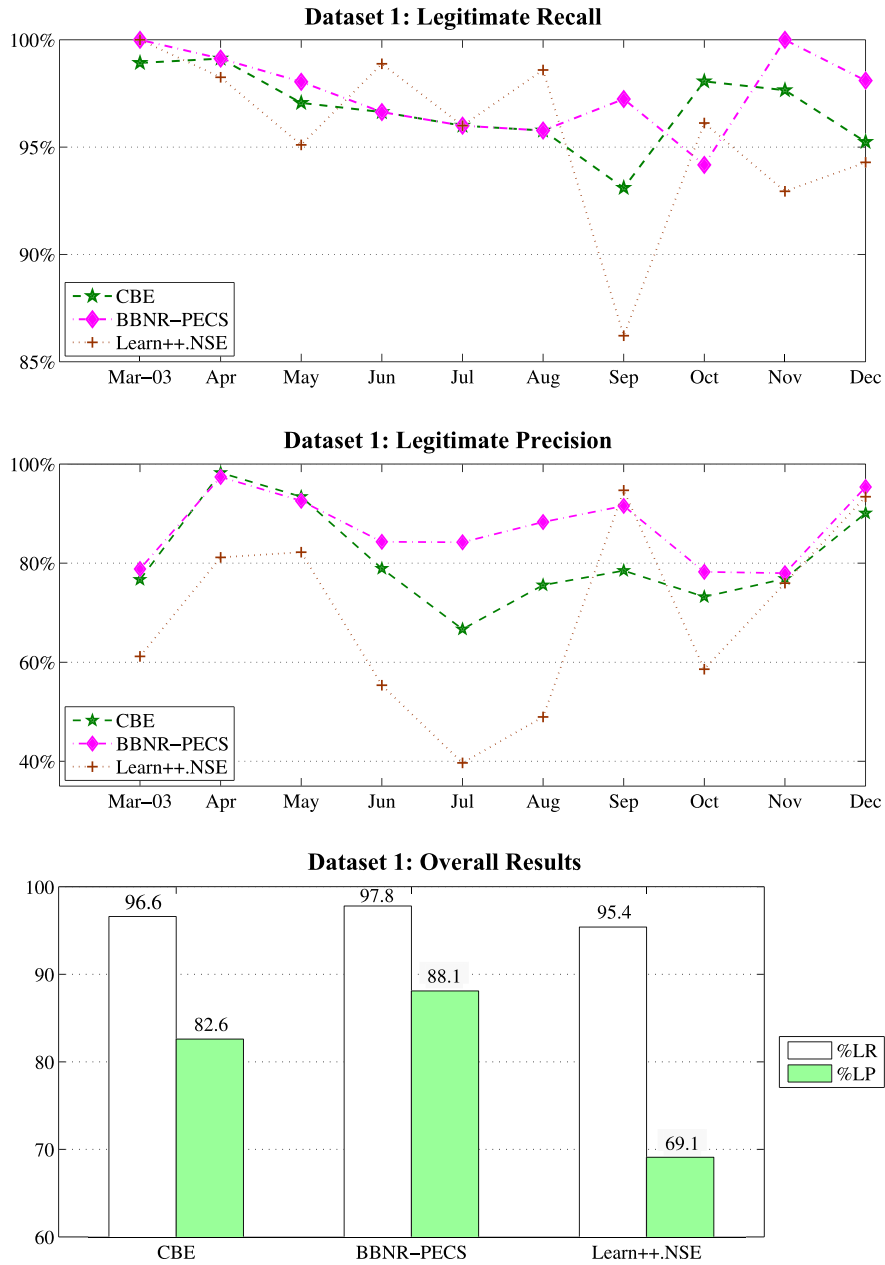 Dataset 1: Legitimate Recall
100%
95%
90%
85%
CBE
BBNR−PECS
Learn++.NSE
Mar−03 Apr May Jun Jul Aug Sep Oct Nov Dec
Dataset 1: Legitimate Precision
100%
80%
60%
40%
CBE
BBNR−PECS
Learn++.NSE
Mar−03 Apr May Jun Jul Aug Sep Oct Nov Dec
Dataset 1: Overall Results
100
90
80
70
60
96.6
82.6
97.8
88.1
95.4
69.1
%LR
%LP
CBE BBNR−PECS Learn++.NSE